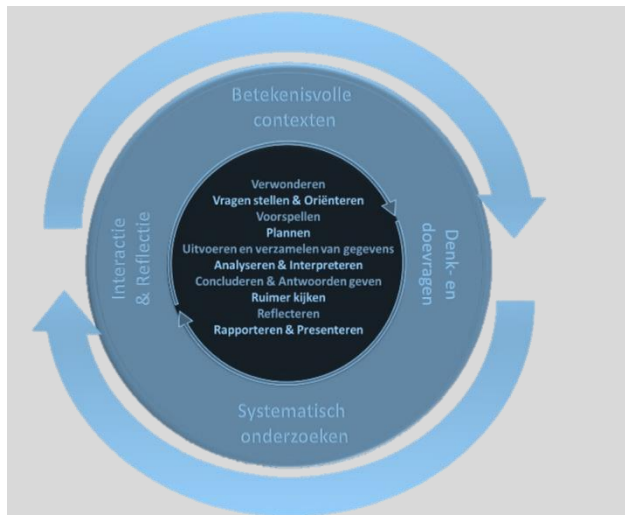 Betekenisvolle
contexten
Verwonderen
Vragen stellen & Oriënteren
Voorspellen
Plannen
Uitvoeren en verzamelen van gegevens
Analyseren & Interpreteren
Concluderen & Antwoorden geven
Ruimer kijken
Reflecteren
Rapporteren & Presenteren
Denk- en
doevragen
Systematisch
onderzoeken
Interactie
& Reflectie